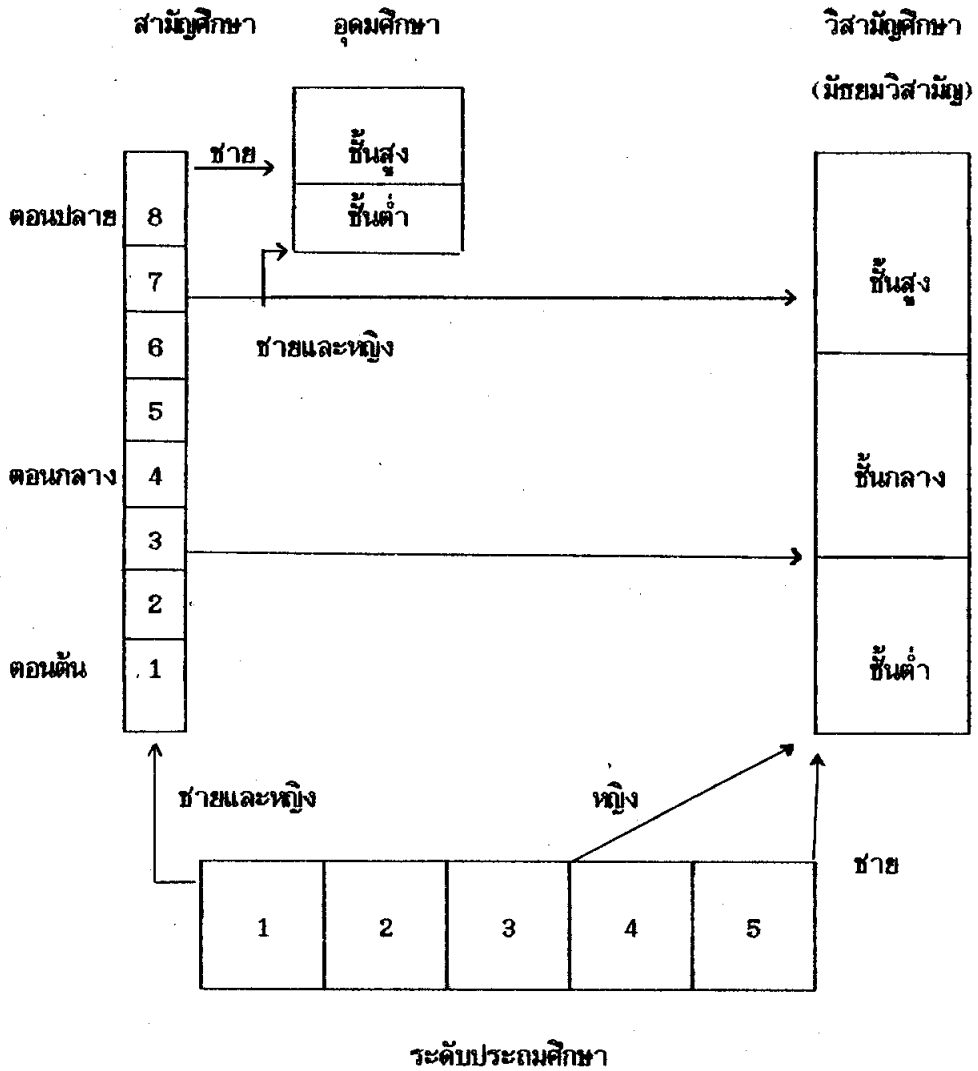 สามัญศึกษา อุดมศึกษา วิสามัญศึกษา
(มัธยมวิสามัญ)
ชาย ชั้นสูง
ตอนปลาย 8 ชั้นต่ำ
7 ชั้นสูง
6 ชายและหญิง
5
ตอนกลาง 4 ชั้นกลาง
3
2
ตอนต้น 1 ชั้นต่ำ
ชายและหญิง หญิง
ชาย
1 2 3 4 5
ระดับประถมศึกษา